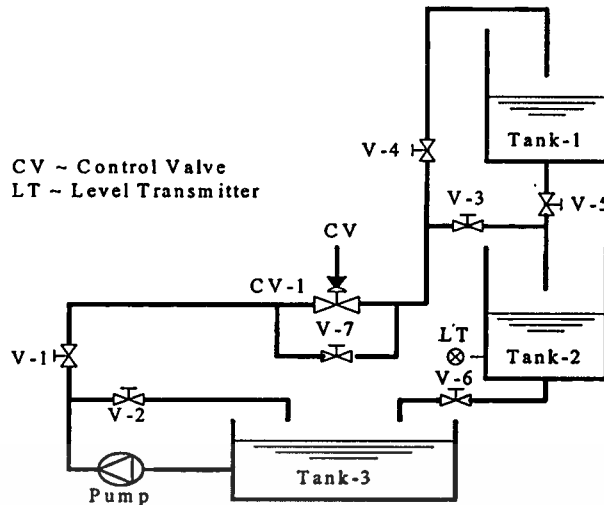 Tank-1
V-4
CV ~ Control Valve
LT ~ Level Transmitter
V-3
V-5
CV
CV-1
V-7
LT
Tank-2
V-1
V-6
V-2
Tank-3
Pump